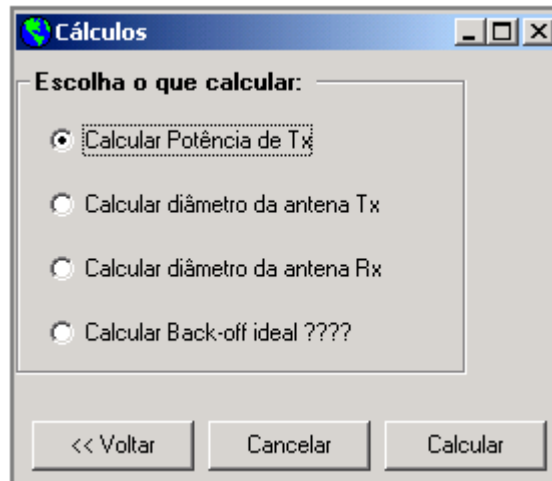 Cálculos
Escolha o que calcular:
Calcular Potência de Tx
Calcular diâmetro da antena Tx
Calcular diâmetro da antena Rx
Calcular Back-off ideal ????
<< Voltar
Cancelar
Calcular